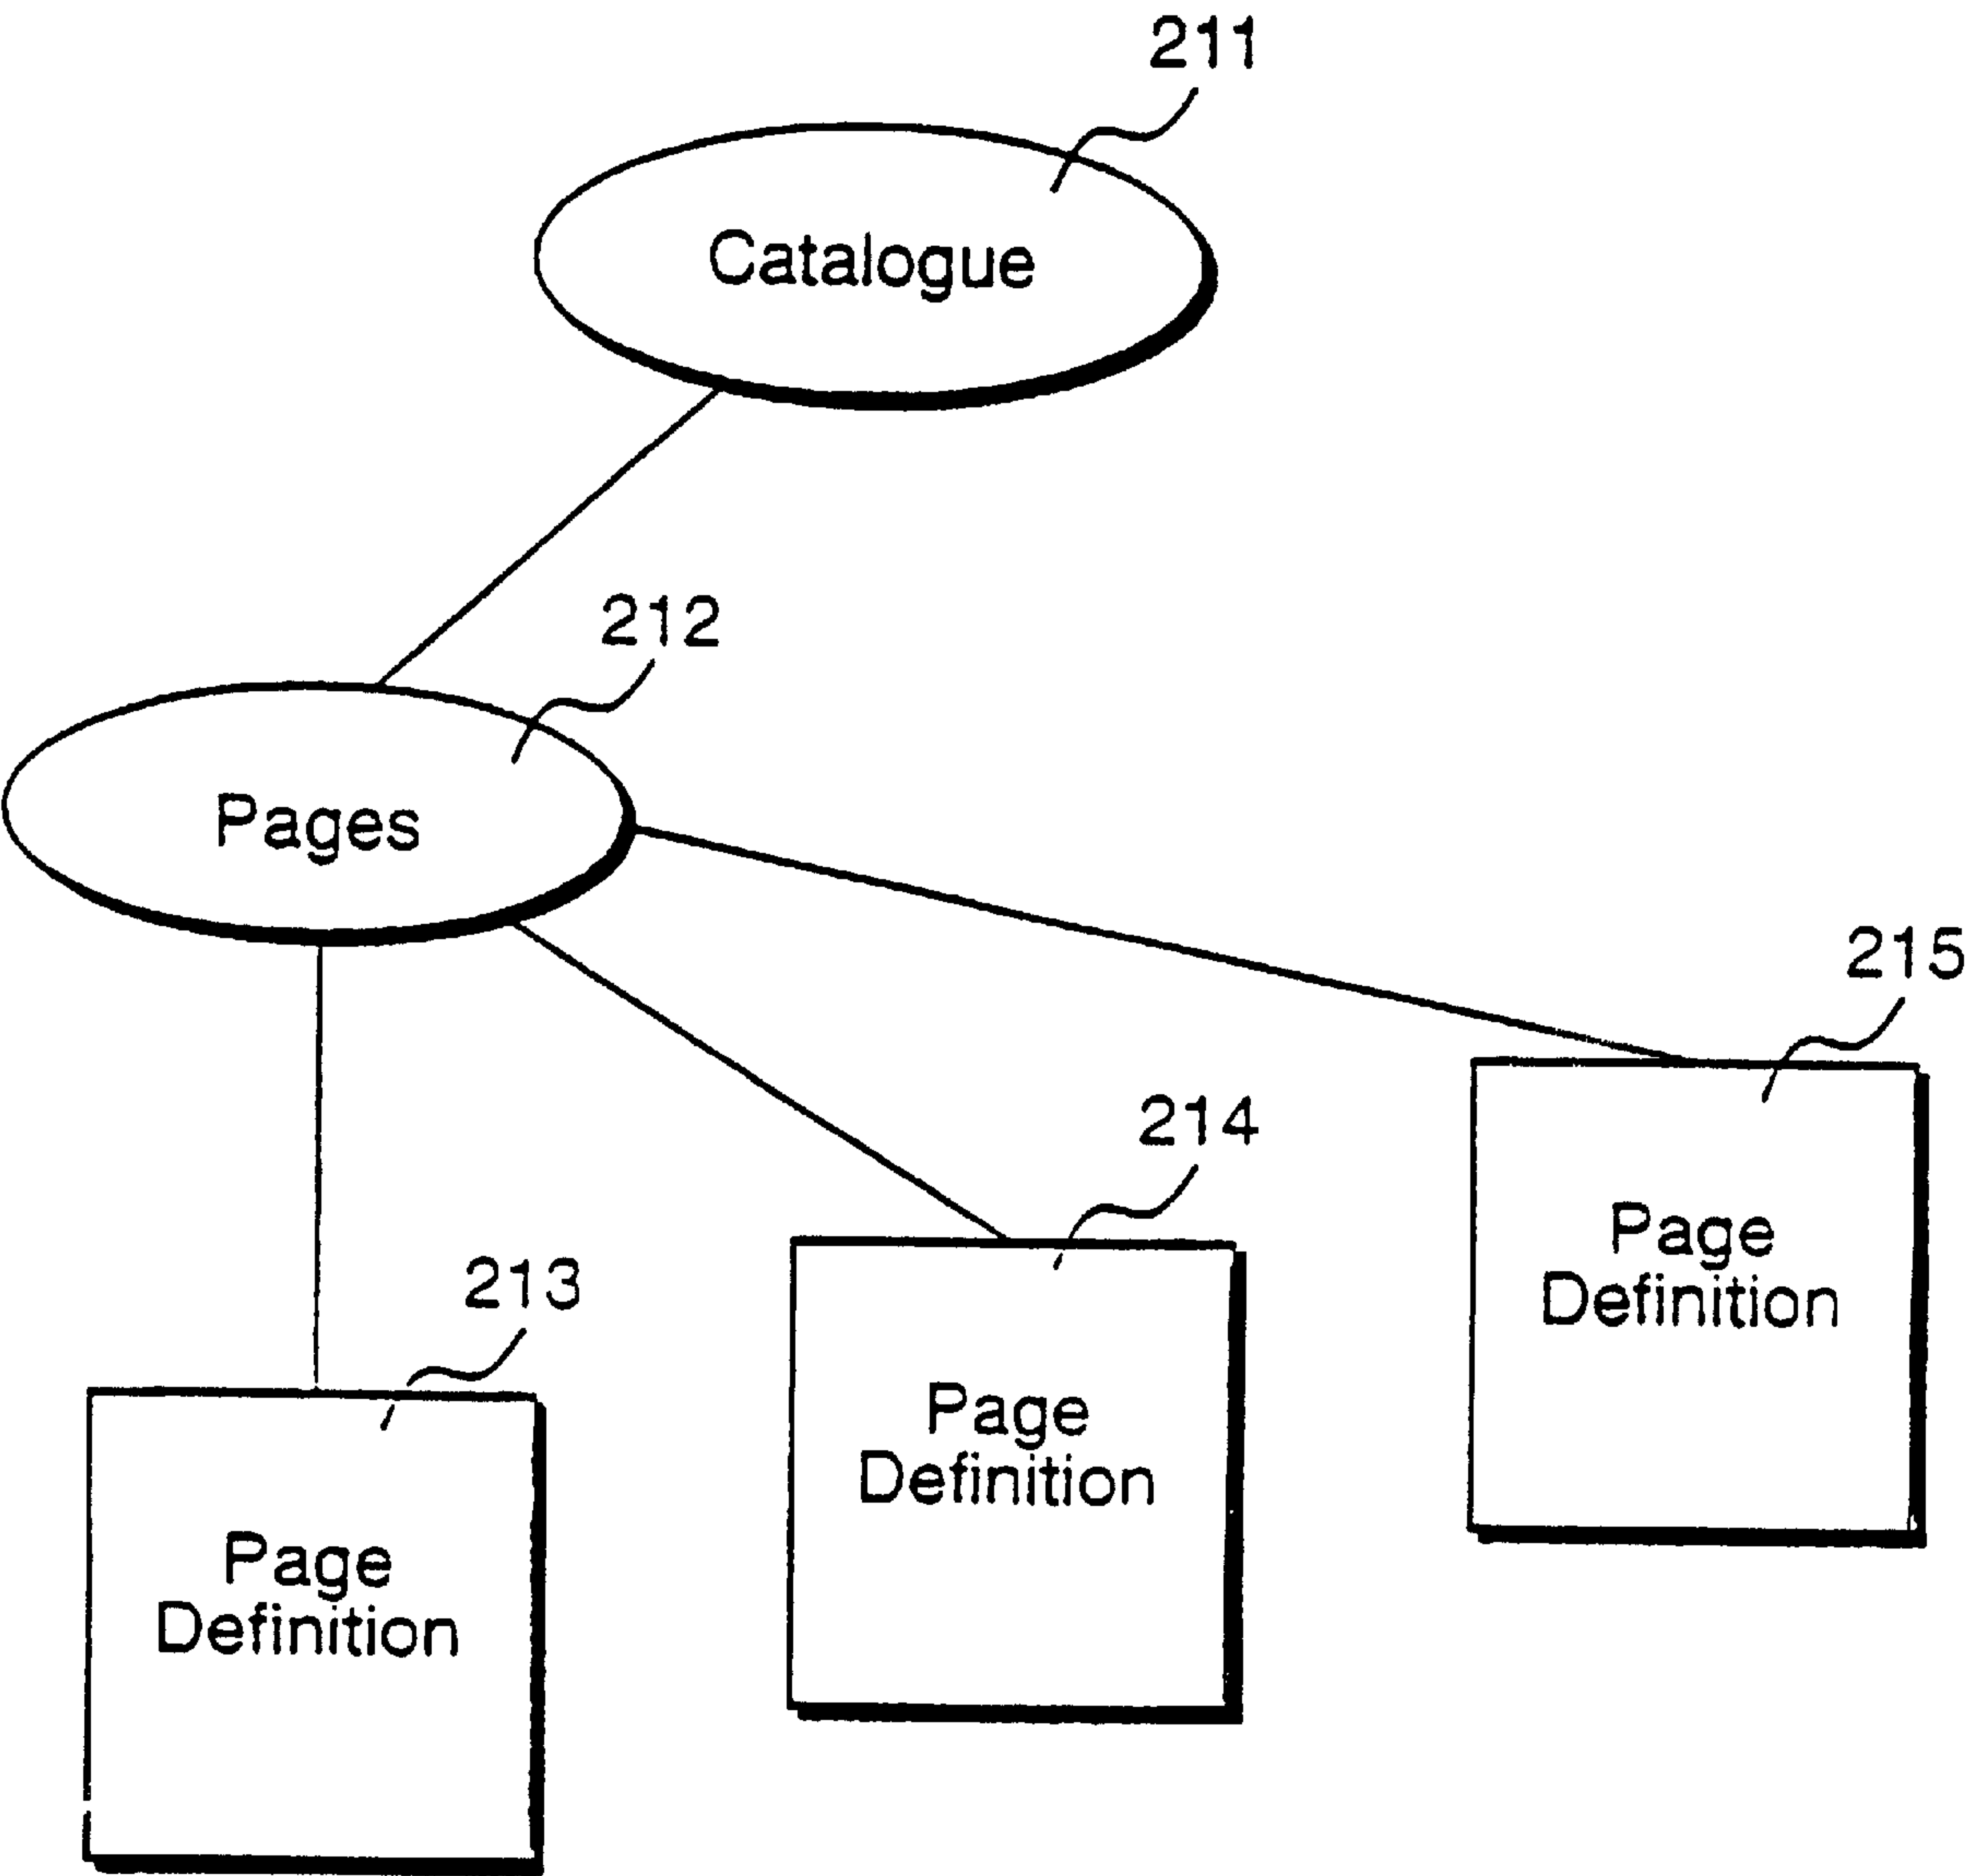 211
Catalogue
212
Pages
215
214
Page
Definition
213
Page
Definition
Page
Definition